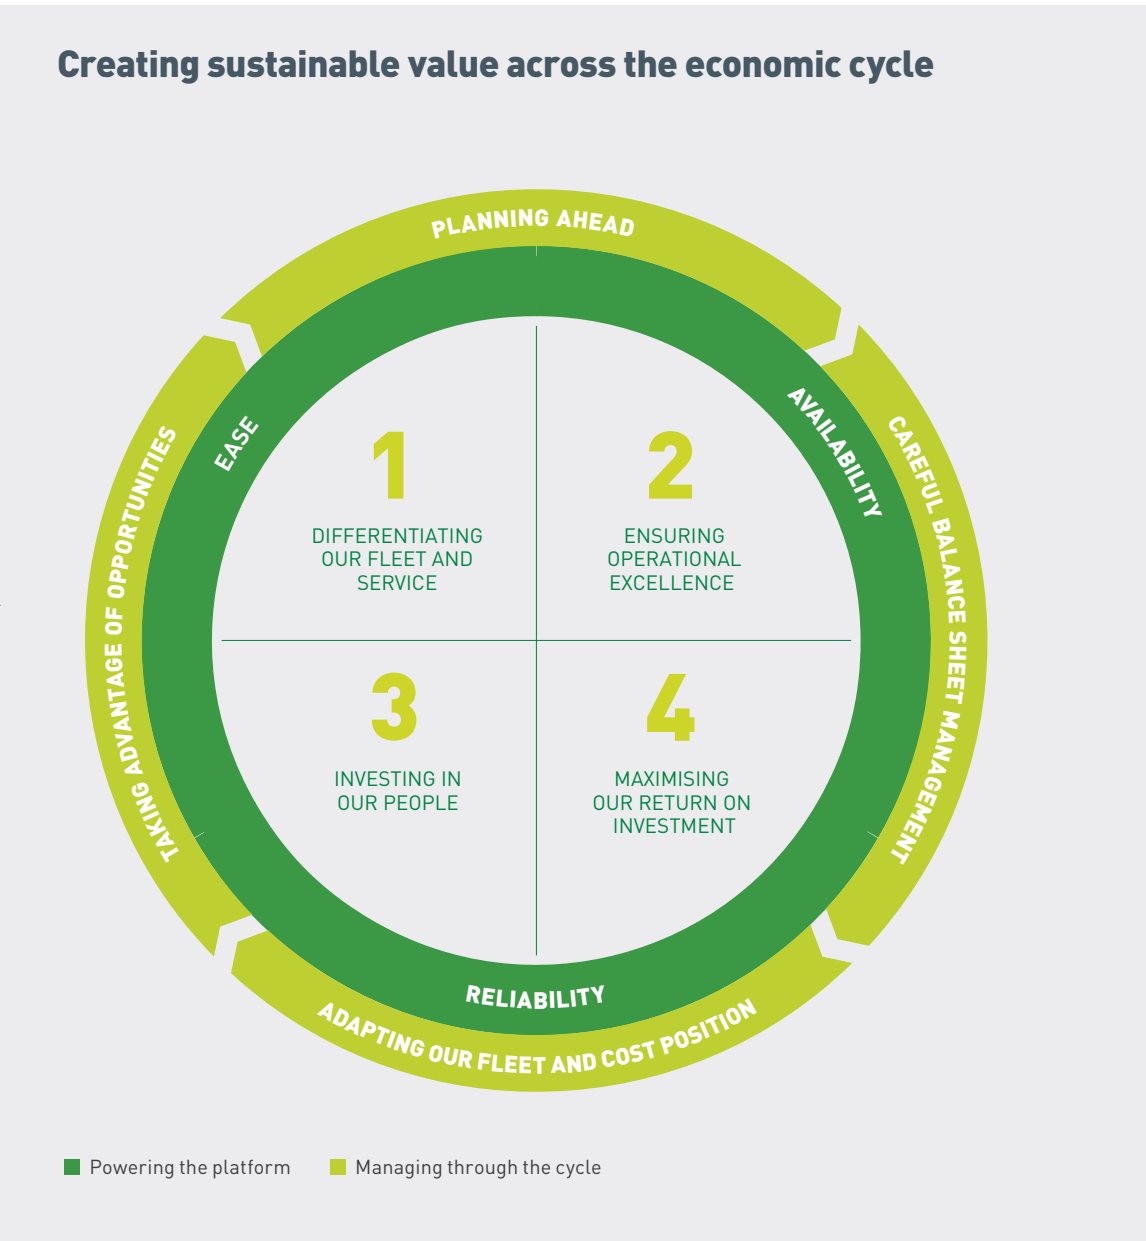 Creating sustainable value across the economic cycle
PLANNING AHEAD
EASE
AVAILABILITY
TAKING ADVANTAGE OF OPPORTUNITIES
CAREFUL BALANCE SHEET MANAGEMENT
1
DIFFERENTIATING
OUR FLEET AND
SERVICE
2
ENSURING
OPERATIONAL
EXCELLENCE
3
INVESTING IN
OUR PEOPLE
4
MAXIMISING
OUR RETURN ON
INVESTMENT
RELIABILITY
ADAPTING OUR FLEET AND COST POSITION
Powering the platform
Managing through the cycle